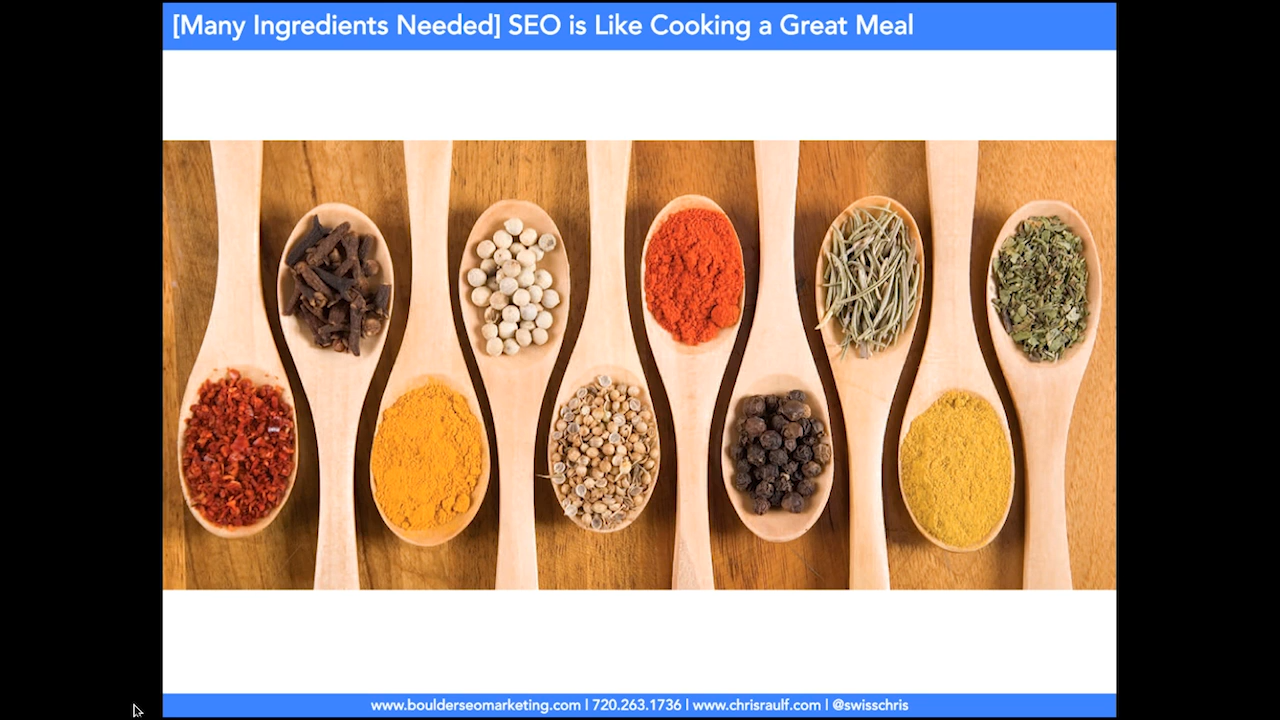 [Many Ingredients Needed] SEO is Like Cooking a Great Meal
www.boulderseomarketing.com | 720.263.1736 | www.chrisraulf.com | @swisschris